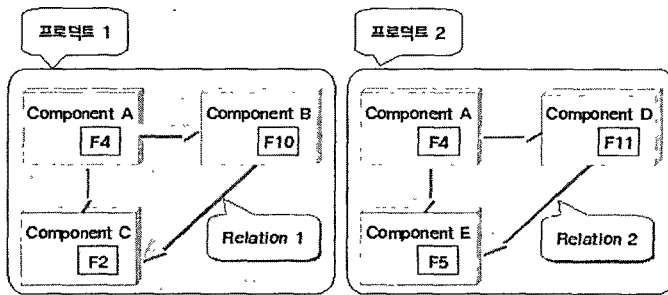 프로덕트 1
Component A
F4
Component B
F10
Component C
F2
Relation 1
프로덕트 2
Component A
F4
Component D
F11
Component E
F5
Relation 2